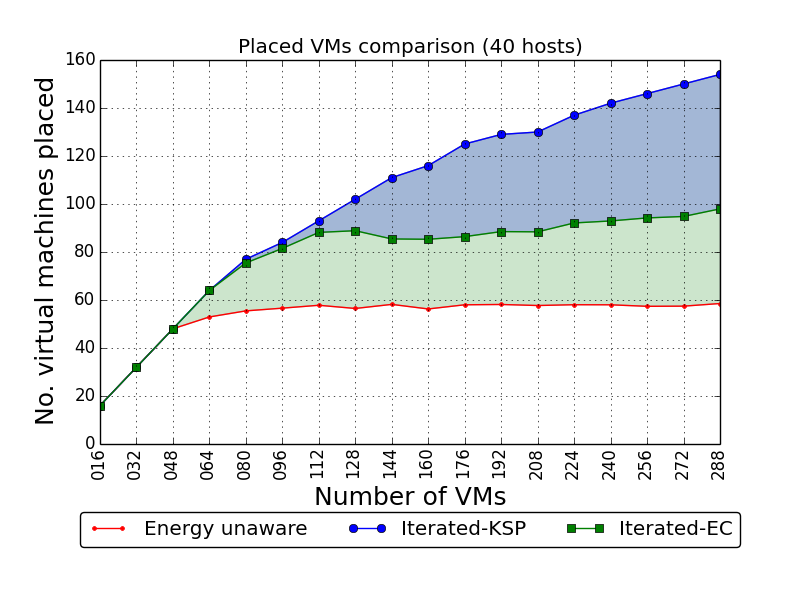 Placed VMs comparison (40 hosts)
No. virtual machines placed
160
140
120
100
80
60
40
20
0
016 032 048 064 080 096 112 128 144 160 176 192 208 224 240 256 272 288
Number of VMs
Energy unaware Iterated-KSP Iterated-EC